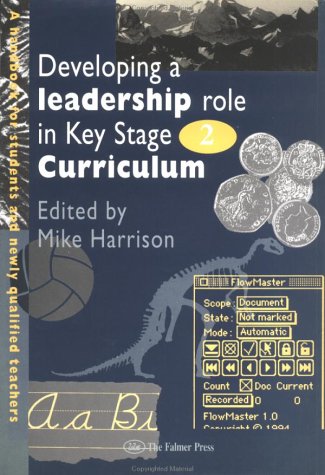 Developing a
leadership role
in Key Stage 2
Curriculum
Edited by
Mike Harrison
A handbook for students and newly qualified teachers
FlowMaster
Scope: Document
State: Not marked
Mode: Automatic
Count Doc Current
Recorded 0 0
FlowMaster 1.0
Copyright © 1994
Aa Bb
The Falmer Press